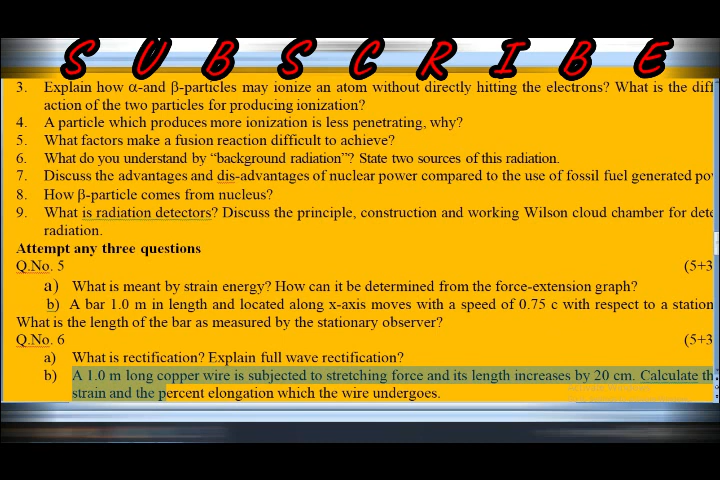 S U B S C R I B E
3. Explain how α-and β-particles may ionize an atom without directly hitting the electrons? What is the diff
action of the two particles for producing ionization?
4. A particle which produces more ionization is less penetrating, why?
5. What factors make a fusion reaction difficult to achieve?
6. What do you understand by “background radiation”? State two sources of this radiation.
7. Discuss the advantages and dis-advantages of nuclear power compared to the use of fossil fuel generated po
8. How β-particle comes from nucleus?
9. What is radiation detectors? Discuss the principle, construction and working Wilson cloud chamber for dete
radiation.
Attempt any three questions
Q.No. 5 (5+3
a) What is meant by strain energy? How can it be determined from the force-extension graph?
b) A bar 1.0 m in length and located along x-axis moves with a speed of 0.75 c with respect to a station
What is the length of the bar as measured by the stationary observer?
Q.No. 6 (5+3
a) What is rectification? Explain full wave rectification?
b) A 1.0 m long copper wire is subjected to stretching force and its length increases by 20 cm. Calculate th
strain and the percent elongation which the wire undergoes.